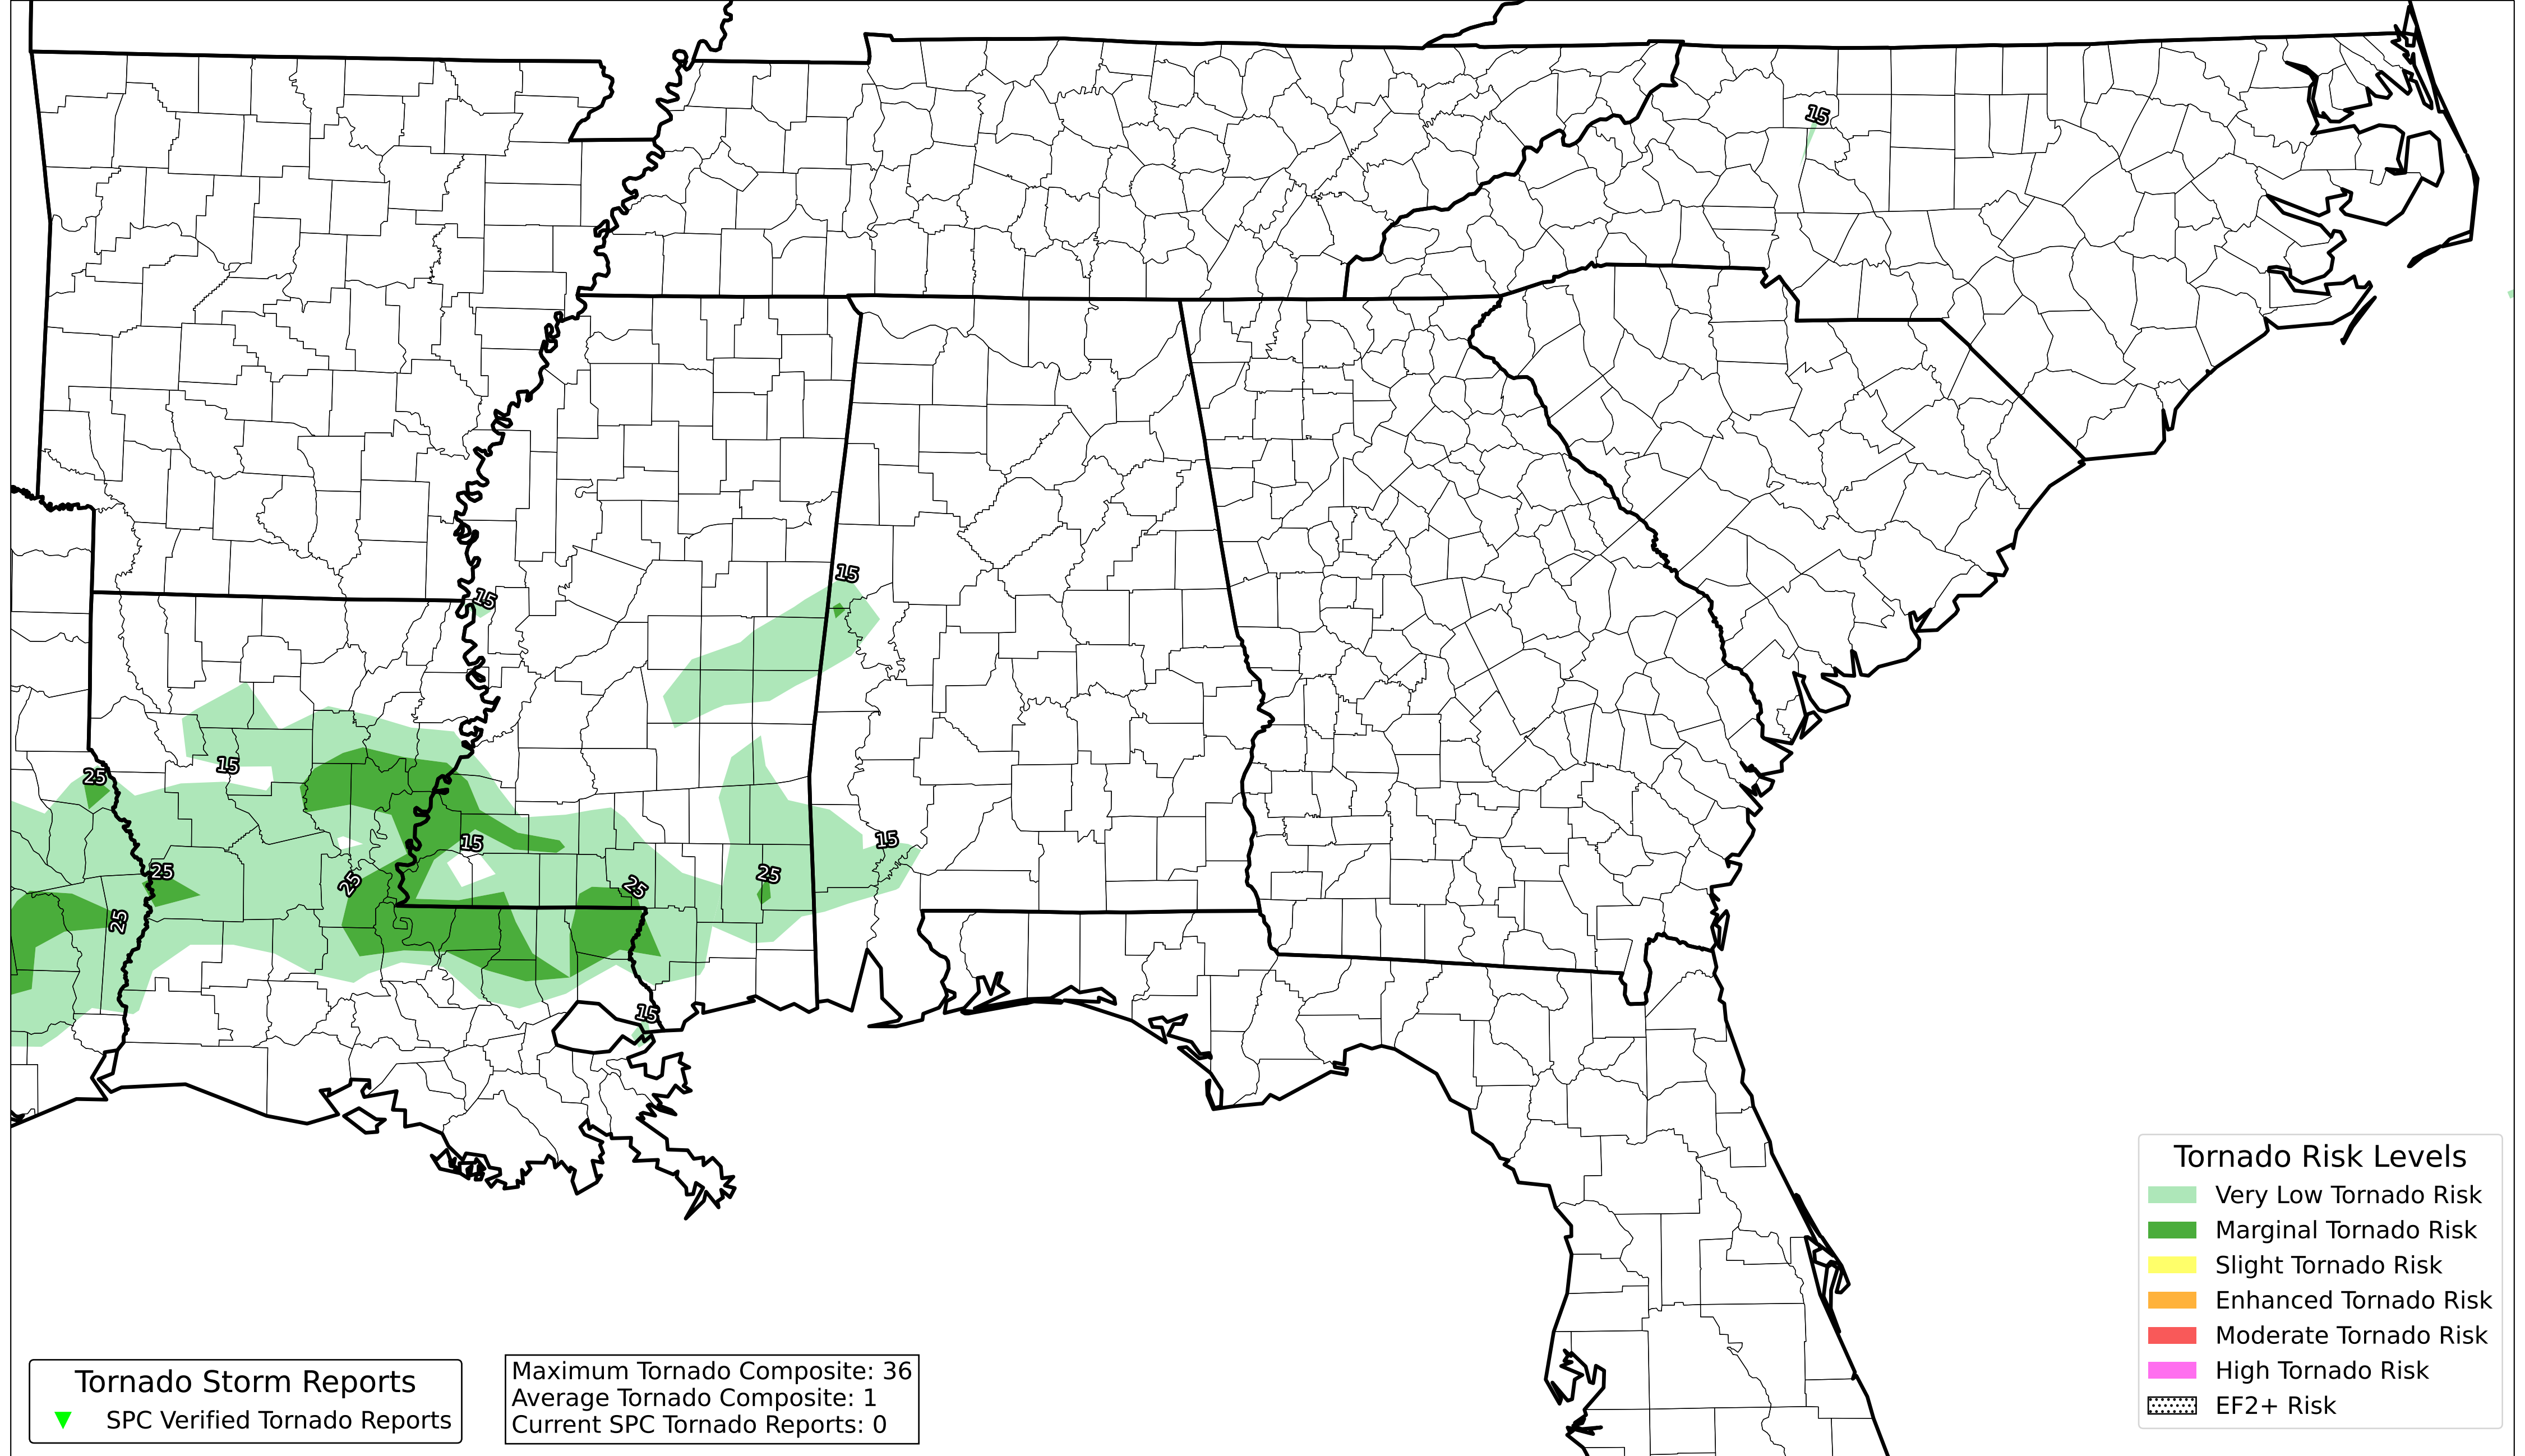 15
15
15
15
25
15
15
25
25
25
25
25
15
Tornado Risk Levels
Very Low Tornado Risk
Marginal Tornado Risk
Slight Tornado Risk
Enhanced Tornado Risk
Moderate Tornado Risk
High Tornado Risk
EF2+ Risk
Tornado Storm Reports
SPC Verified Tornado Reports
Maximum Tornado Composite: 36
Average Tornado Composite: 1
Current SPC Tornado Reports: 0